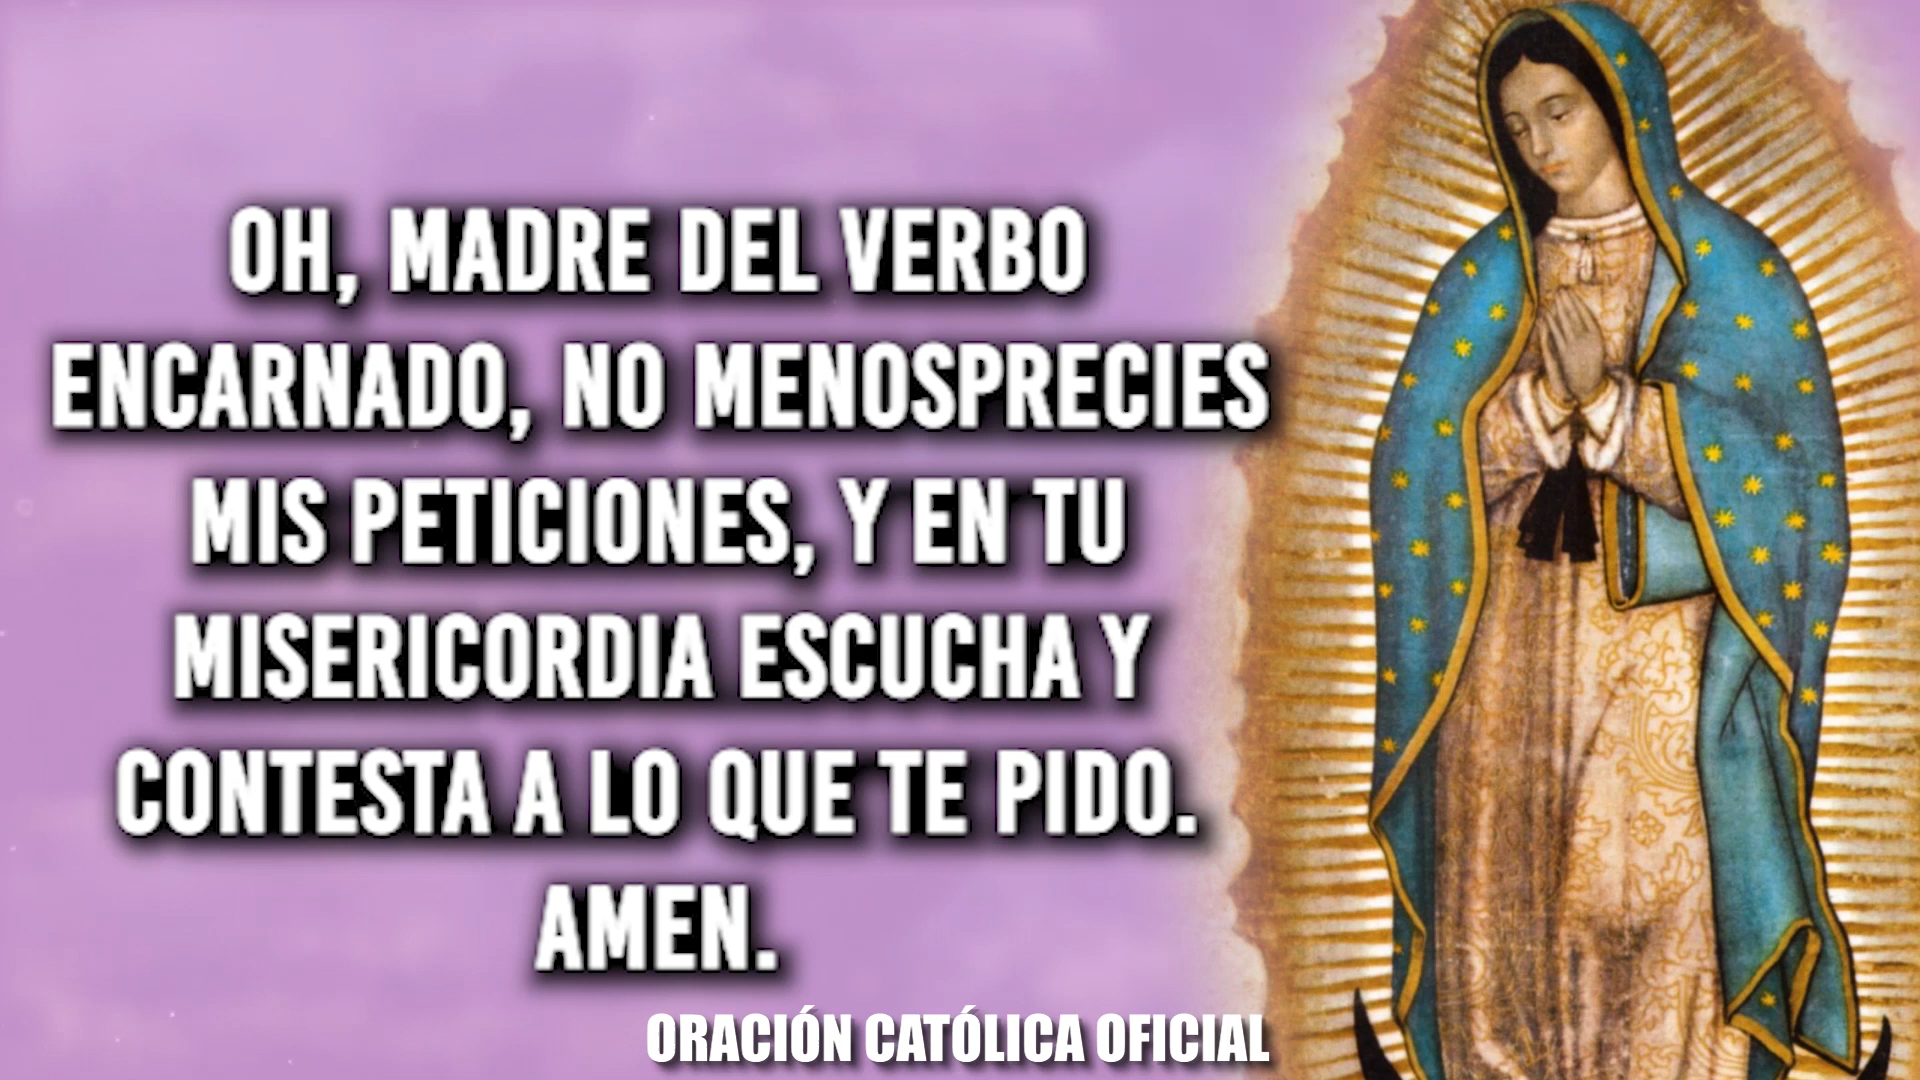 OH, MADRE DEL VERBO
ENCARNADO, NO MENOSPRECIES
MIS PETICIONES, Y EN TU
MISERICORDIA ESCUCHA Y
CONTESTA A LO QUE TE PIDO.
AMEN.
ORACIÓN CATÓLICA OFICIAL